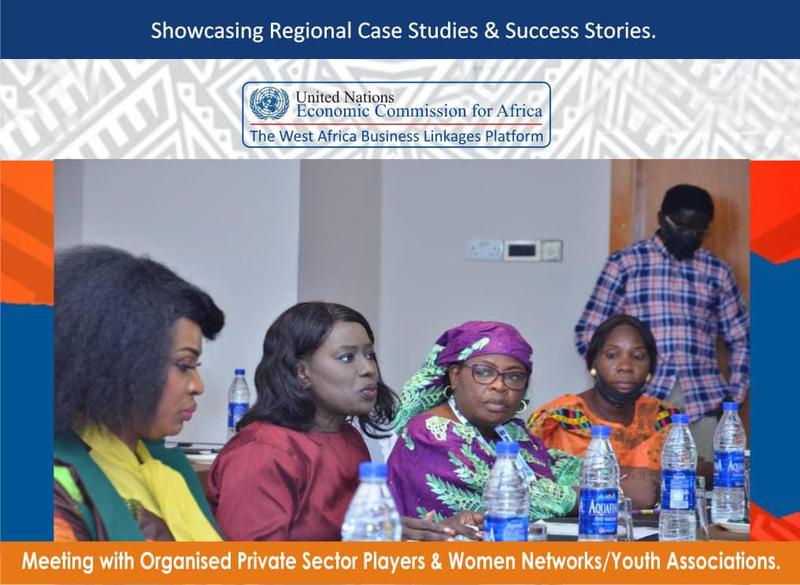 Showcasing Regional Case Studies & Success Stories.
United Nations
Economic Commission for Africa
The West Africa Business Linkages Platform
AQUAFINA
Meeting with Organised Private Sector Players & Women Networks/Youth Associations.